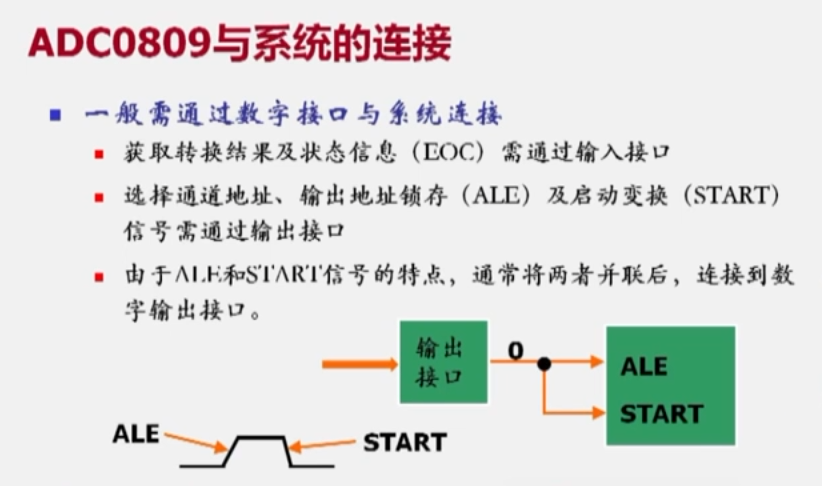 ADC0809与系统的连接
一般需通过数字接口与系统连接
获取转换结果及状态信息（EOC）需通过输入接口
选择通道地址、输出地址锁存（ALE）及启动变换（START）
信号需通过输出接口
由于ALE和START信号的特点，通常将两者并联后，连接到数
字输出接口。
输出
接口
0
ALE
START
ALE
START